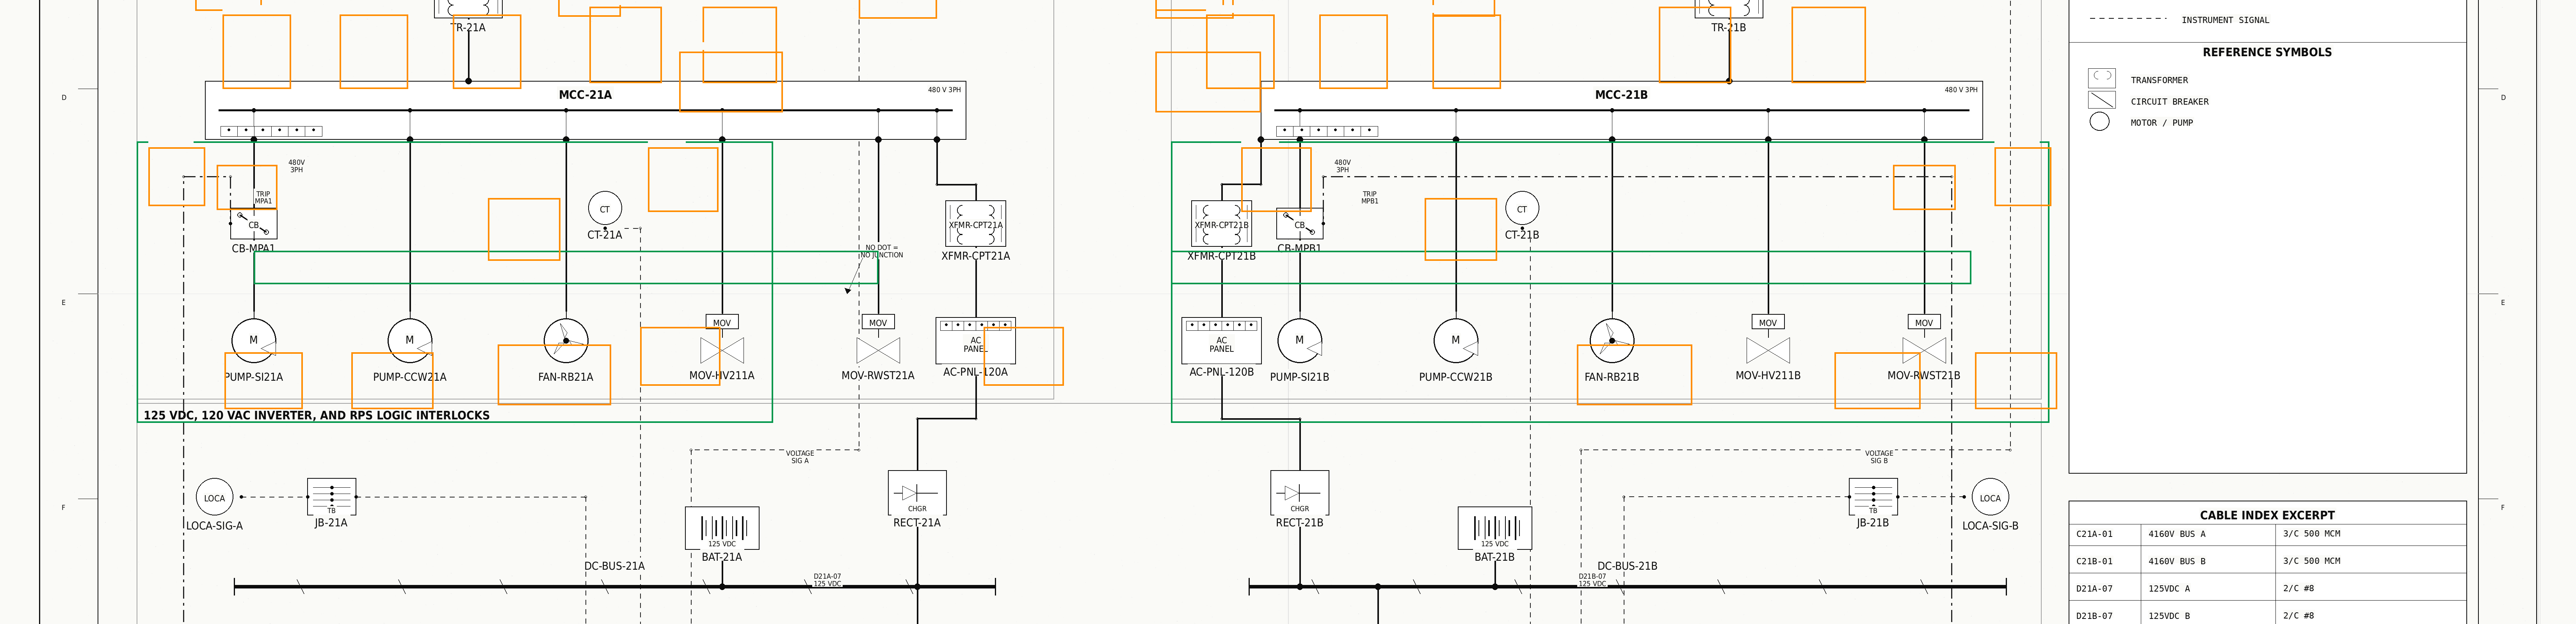 TR-21A
TR-21B
INSTRUMENT SIGNAL
REFERENCE SYMBOLS
TRANSFORMER
CIRCUIT BREAKER
MOTOR / PUMP
D
D
MCC-21A
480 V 3PH
MCC-21B
480 V 3PH
480V
3PH
TRIP
MPA1
CB
CB-MPA1
CT
CT-21A
NO DOT =
NO JUNCTION
XFMR-CPT21A
XFMR-CPT21A
480V
3PH
TRIP
MPB1
XFMR-CPT21B
XFMR-CPT21B
CB
CB-MPB1
CT
CT-21B
E
E
M
PUMP-SI21A
M
PUMP-CCW21A
FAN-RB21A
MOV
MOV-HV211A
MOV
MOV-RWST21A
AC
PANEL
AC-PNL-120A
AC
PANEL
AC-PNL-120B
M
PUMP-SI21B
M
PUMP-CCW21B
FAN-RB21B
MOV
MOV-HV211B
MOV
MOV-RWST21B
125 VDC, 120 VAC INVERTER, AND RPS LOGIC INTERLOCKS
VOLTAGE
SIG A
VOLTAGE
SIG B
F
F
LOCA
LOCA-SIG-A
TB
JB-21A
125 VDC
BAT-21A
CHGR
RECT-21A
CHGR
RECT-21B
125 VDC
BAT-21B
TB
JB-21B
LOCA
LOCA-SIG-B
DC-BUS-21A
D21A-07
125 VDC
DC-BUS-21B
D21B-07
125 VDC
CABLE INDEX EXCERPT
C21A-01 4160V BUS A 3/C 500 MCM
C21B-01 4160V BUS B 3/C 500 MCM
D21A-07 125VDC A 2/C #8
D21B-07 125VDC B 2/C #8